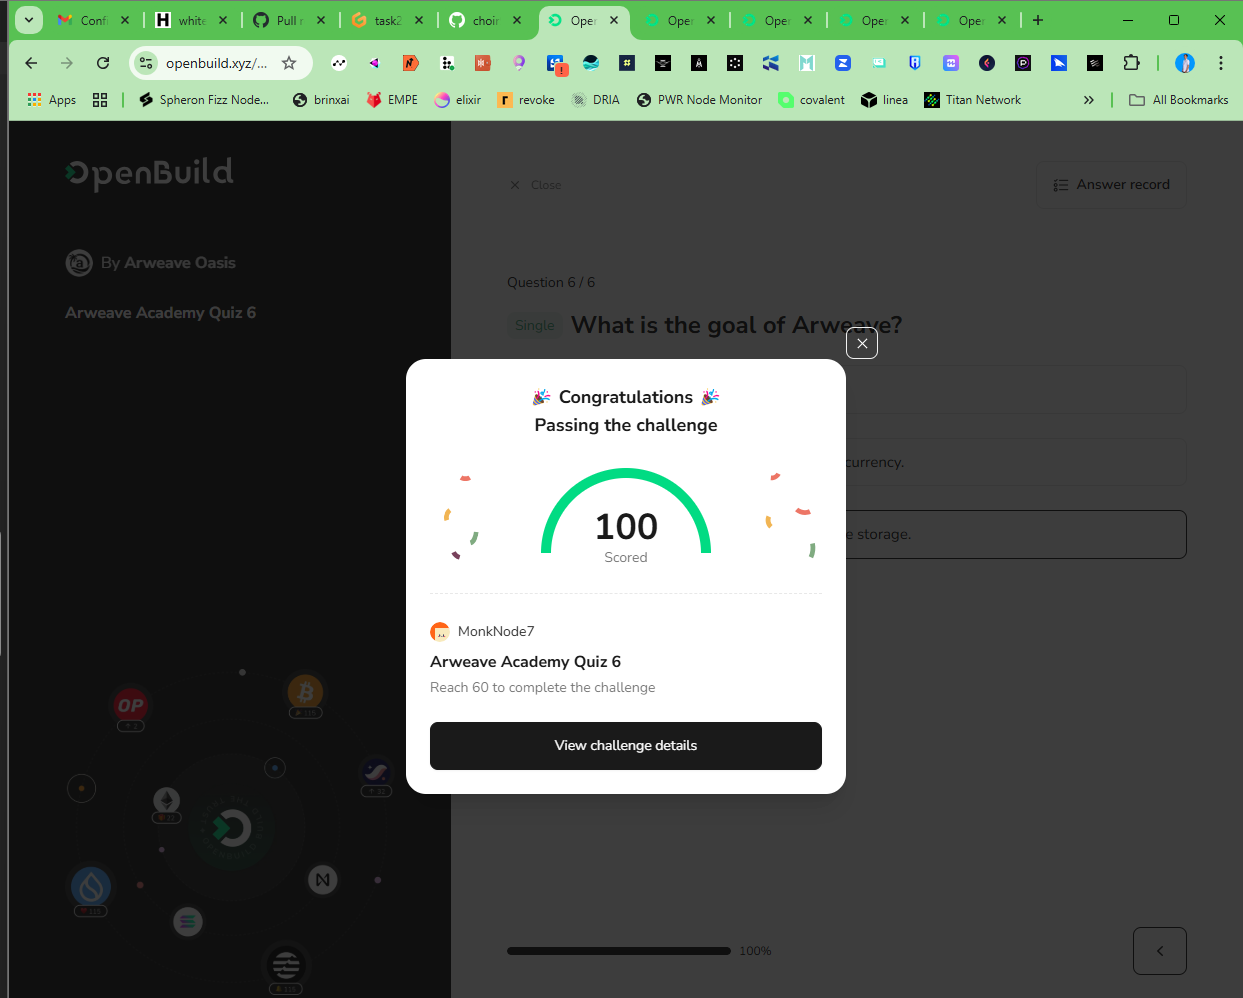 Confi
white
Pull r
task2
choir
Oper
Oper
Oper
Oper
Oper
openbuild.xyz/...
Apps
Spheron Fizz Node...
brinxai
EMPE
elixir
revoke
DRIA
PWR Node Monitor
covalent
linea
Titan Network
»
All Bookmarks
OpenBuild
By Arweave Oasis
Arweave Academy Quiz 6
Close
Answer record
Question 6 / 6
Single
What is the goal of Arweave?
currency.
e storage.
Congratulations
Passing the challenge
100
Scored
MonkNode7
Arweave Academy Quiz 6
Reach 60 to complete the challenge
View challenge details
OP
100%